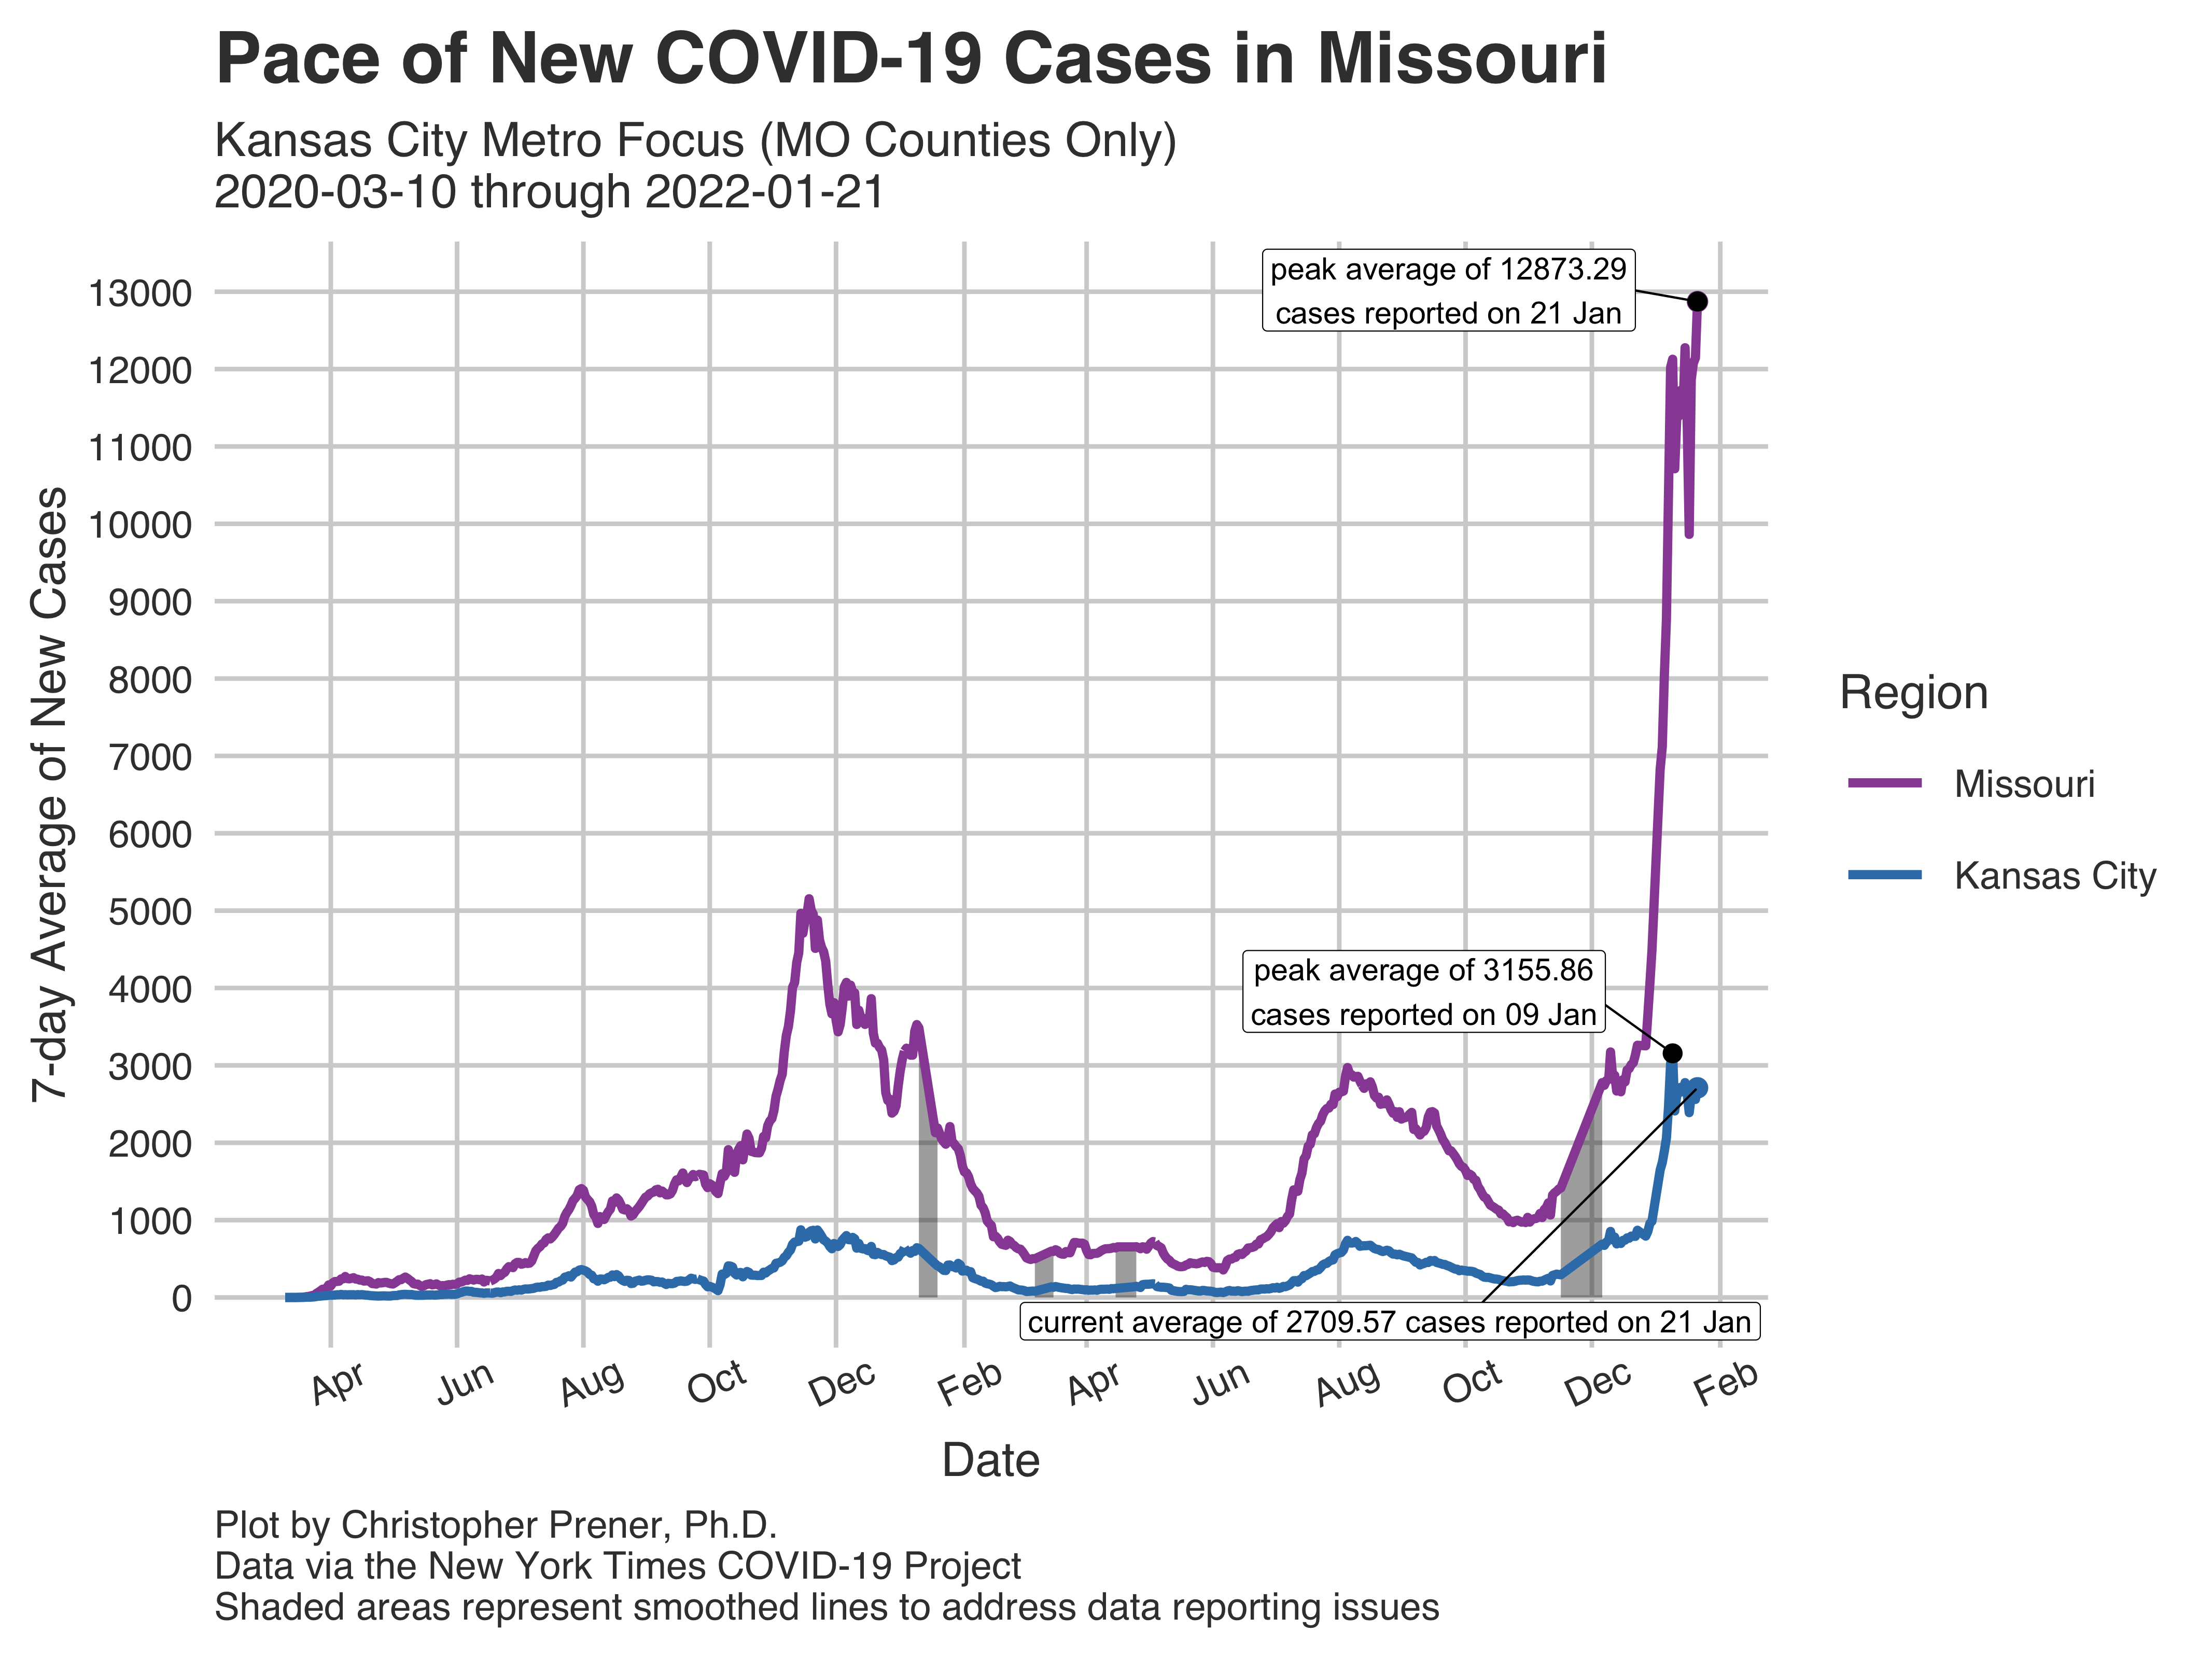 Pace of New COVID-19 Cases in Missouri
Kansas City Metro Focus (MO Counties Only)
2020-03-10 through 2022-01-21
7-day Average of New Cases
13000
12000
11000
10000
9000
8000
7000
6000
5000
4000
3000
2000
1000
0
peak average of 12873.29
cases reported on 21 Jan
peak average of 3155.86
cases reported on 09 Jan
current average of 2709.57 cases reported on 21 Jan
Apr
Jun
Aug
Oct
Dec
Feb
Apr
Jun
Aug
Oct
Dec
Feb
Date
Region
Missouri
Kansas City
Plot by Christopher Prener, Ph.D.
Data via the New York Times COVID-19 Project
Shaded areas represent smoothed lines to address data reporting issues